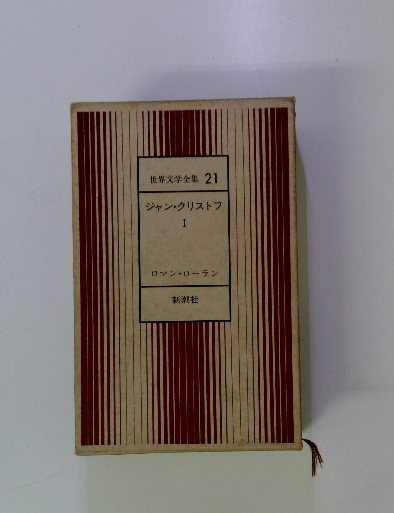 世界文学全集 21
ジャン・クリストフ
I
ロマン・ローラン
新潮社